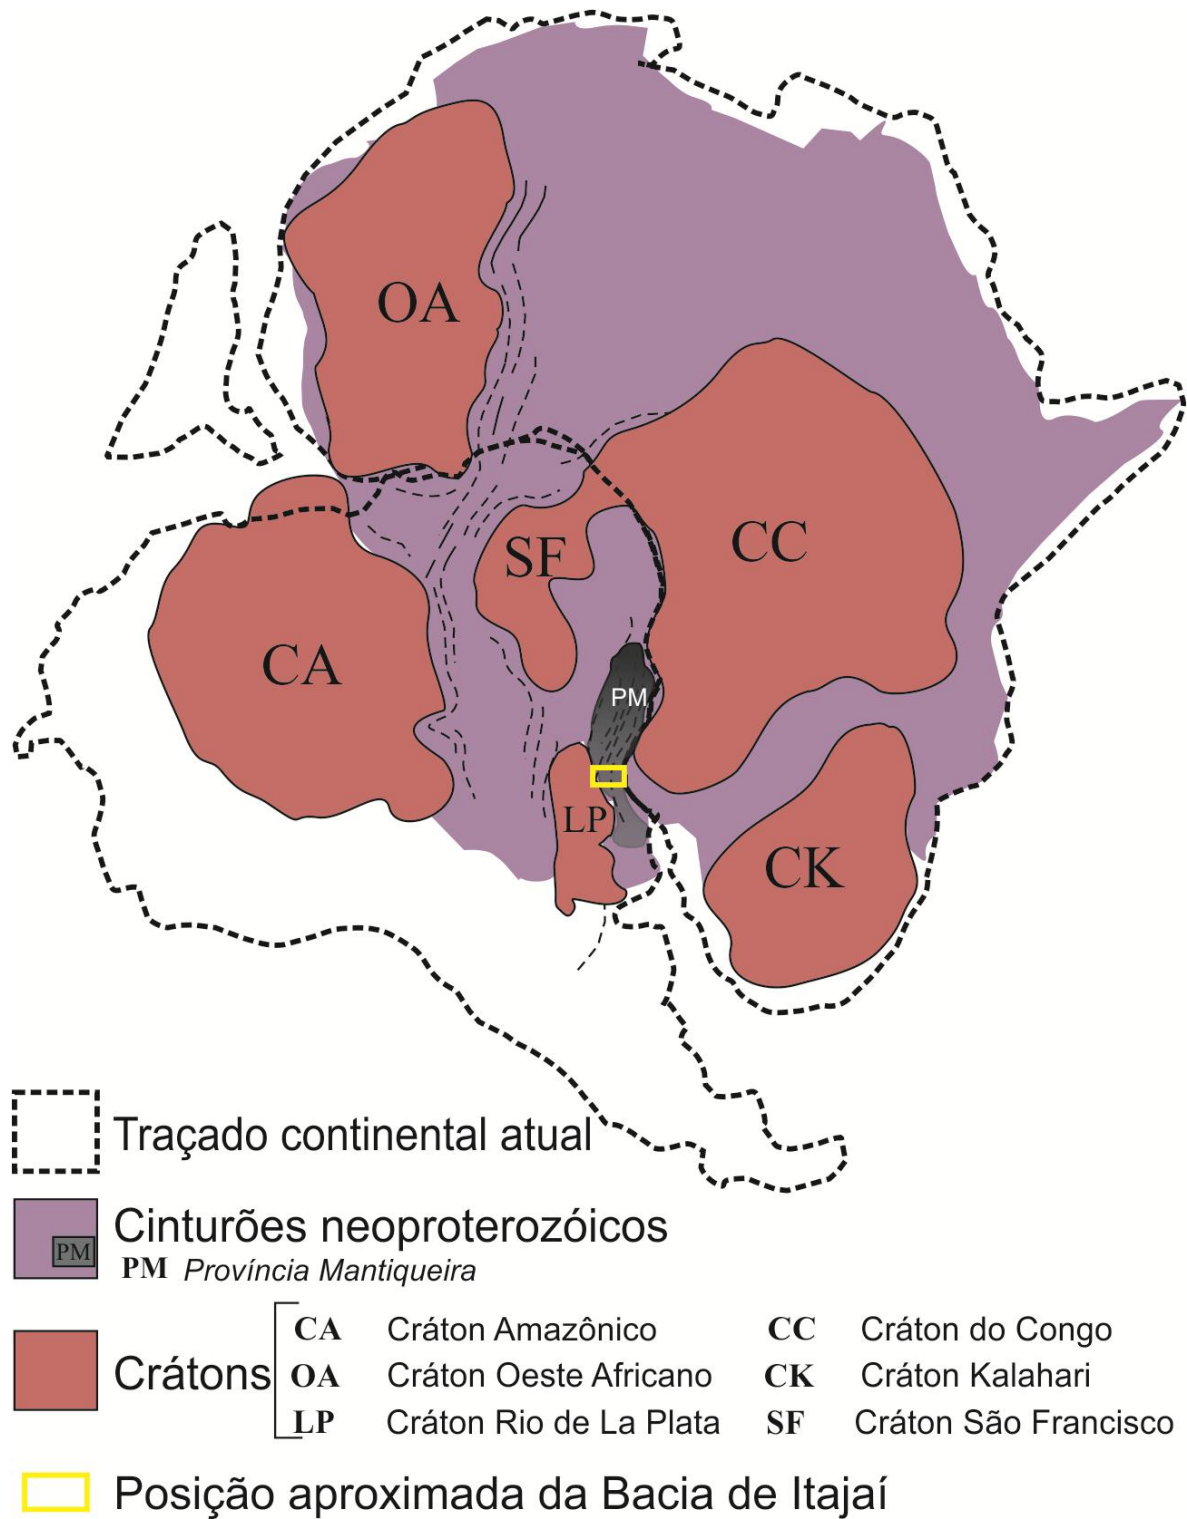 OA
CC
SF
CA
PM
LP
CK
Traçado continental atual
Cinturões neoproterozóicos
PM
PM Província Mantiqueira
Crátons
CA Cráton Amazônico CC Cráton do Congo
OA Cráton Oeste Africano CK Cráton Kalahari
LP Cráton Rio de La Plata SF Cráton São Francisco
Posição aproximada da Bacia de Itajaí